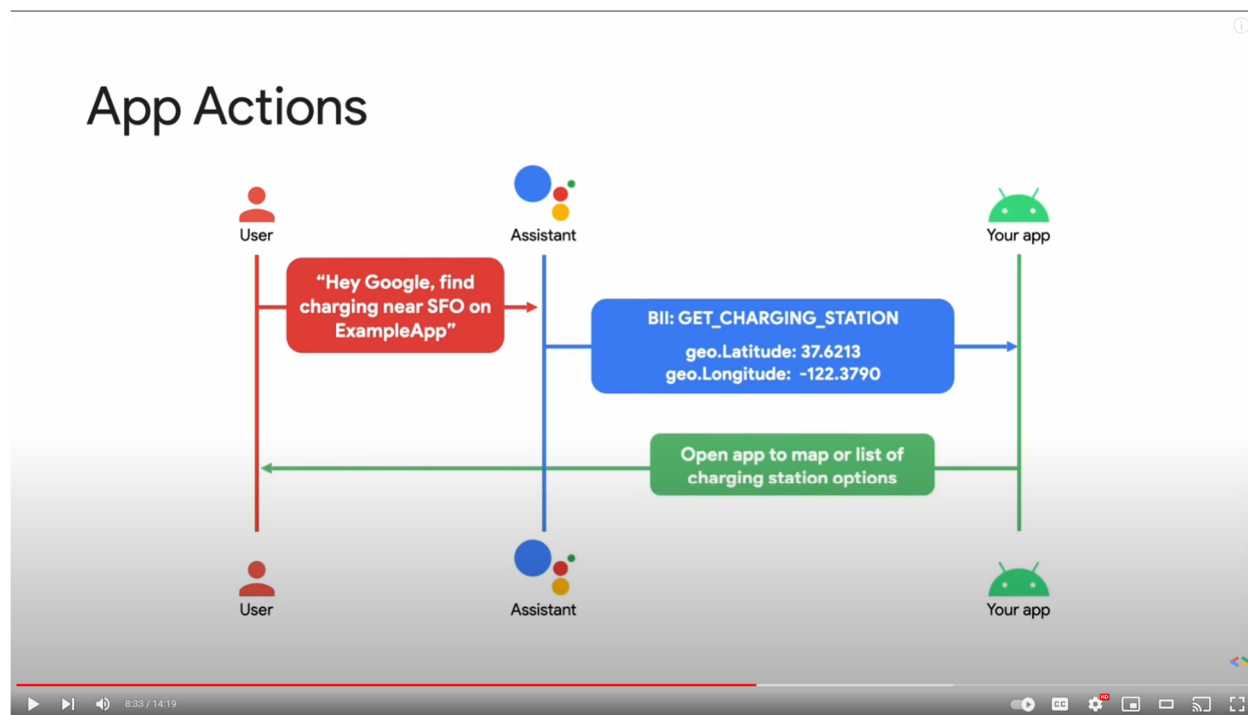 App Actions
User
Assistant
Your app
“Hey Google, find
charging near SFO on
ExampleApp”
BII: GET_CHARGING_STATION
geo.Latitude: 37.6213
geo.Longitude: -122.3790
Open app to map or list of
charging station options
User
Assistant
Your app
8:33 / 14:19
CC
HD